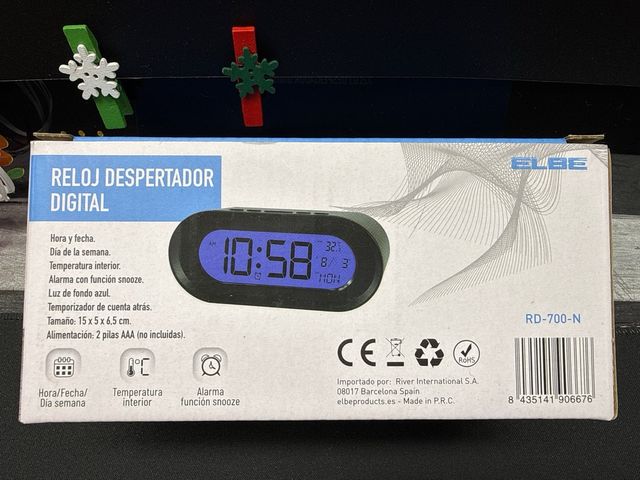 RELOJ DESPERTADOR
DIGITAL
ELBE
Hora y fecha.
Día de la semana.
Temperatura interior.
Alarma con función snooze.
Luz de fondo azul.
Temporizador de cuenta atrás.
Tamaño: 15 x 5 x 6,5 cm.
Alimentación: 2 pilas AAA (no incluidas).
AM 10:58
32
8/ 3
MON
RD-700-N
°C
Hora/Fecha/
Día semana
Temperatura
interior
Alarma
función snooze
CE
RoHS
Importado por: River International S.A.
08017 Barcelona Spain
elbeproducts.es - Made in P.R.C.
8 435141 906676